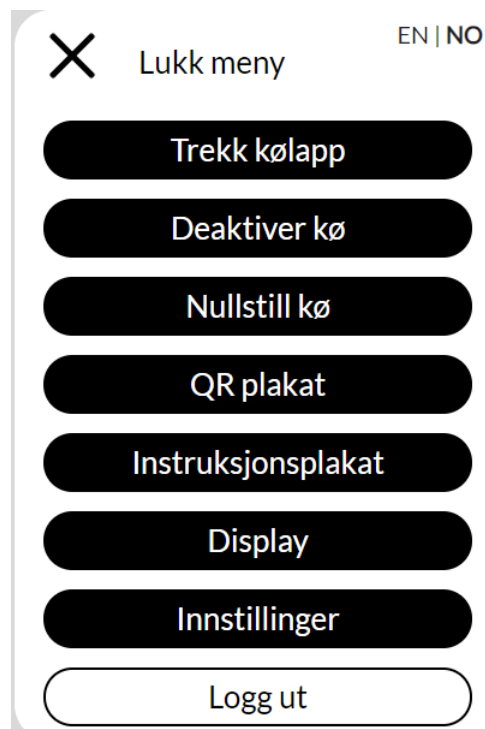 EN | NO
Lukk meny
Trekk kølapp
Deaktiver kø
Nullstill kø
QR plakat
Instruksjonsplakat
Display
Innstillinger
Logg ut